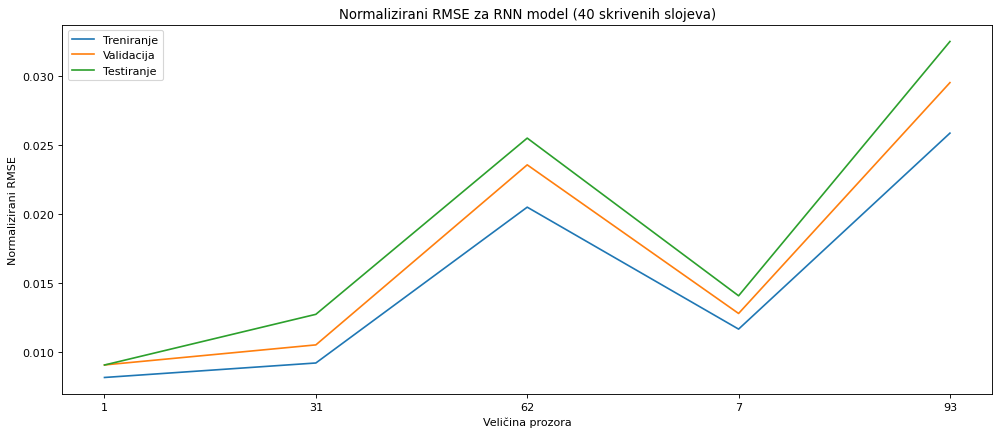 Normalizirani RMSE za RNN model (40 skrivenih slojeva)
Treniranje
Validacija
Testiranje
Normalizirani RMSE
0.030
0.025
0.020
0.015
0.010
1 31 62 7 93
Veličina prozora